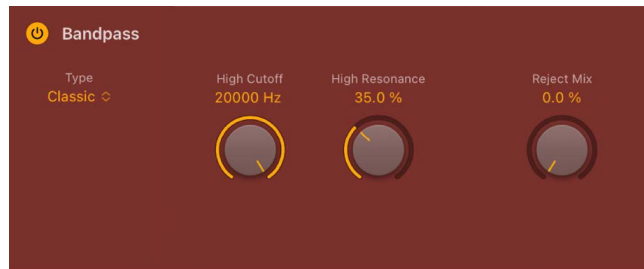 Bandpass
Type High Cutoff High Resonance Reject Mix
Classic 20000 Hz 35.0 % 0.0 %